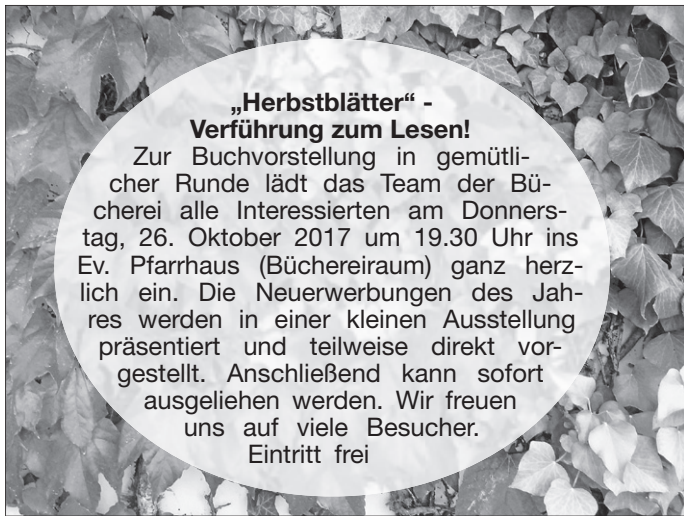 „Herbstblätter“ -
Verführung zum Lesen!
Zur Buchvorstellung in gemütli-
cher Runde lädt das Team der Bü-
cherei alle Interessierten am Donners-
tag, 26. Oktober 2017 um 19.30 Uhr ins
Ev. Pfarrhaus (Büchereiraum) ganz herz-
lich ein. Die Neuerwerbungen des Jah-
res werden in einer kleinen Ausstellung
präsentiert und teilweise direkt vor-
gestellt. Anschließend kann sofort
ausgeliehen werden. Wir freuen
uns auf viele Besucher.
Eintritt frei